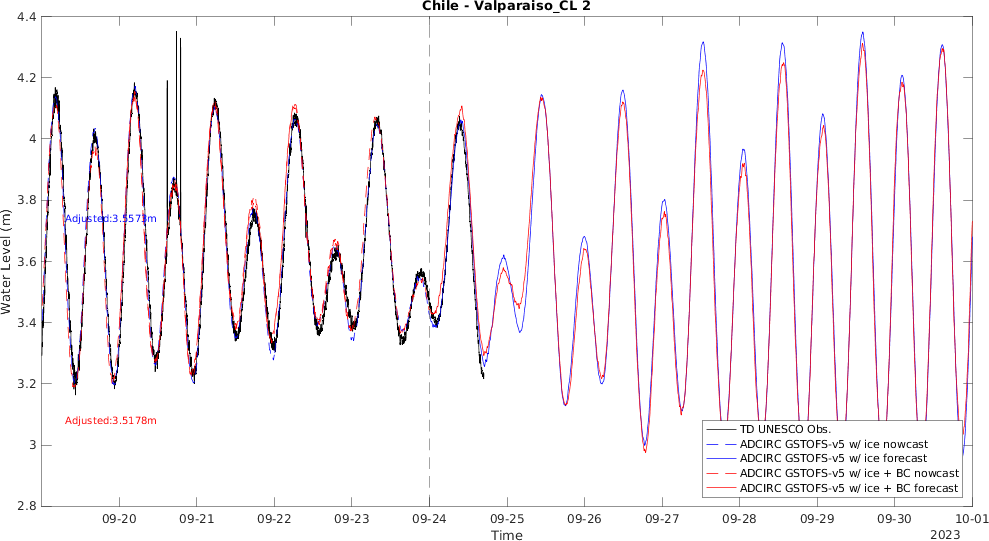 Chile - Valparaiso_CL 2
4.4
4.2
4
3.8
3.6
3.4
3.2
3
2.8
Water Level (m)
Adjusted:3.5573m
Adjusted:3.5178m
TD UNESCO Obs.
ADCIRC GSTOFS-v5 w/ ice nowcast
ADCIRC GSTOFS-v5 w/ ice forecast
ADCIRC GSTOFS-v5 w/ ice + BC nowcast
ADCIRC GSTOFS-v5 w/ ice + BC forecast
09-20 09-21 09-22 09-23 09-24 09-25 09-26 09-27 09-28 09-29 09-30 10-01
Time
2023